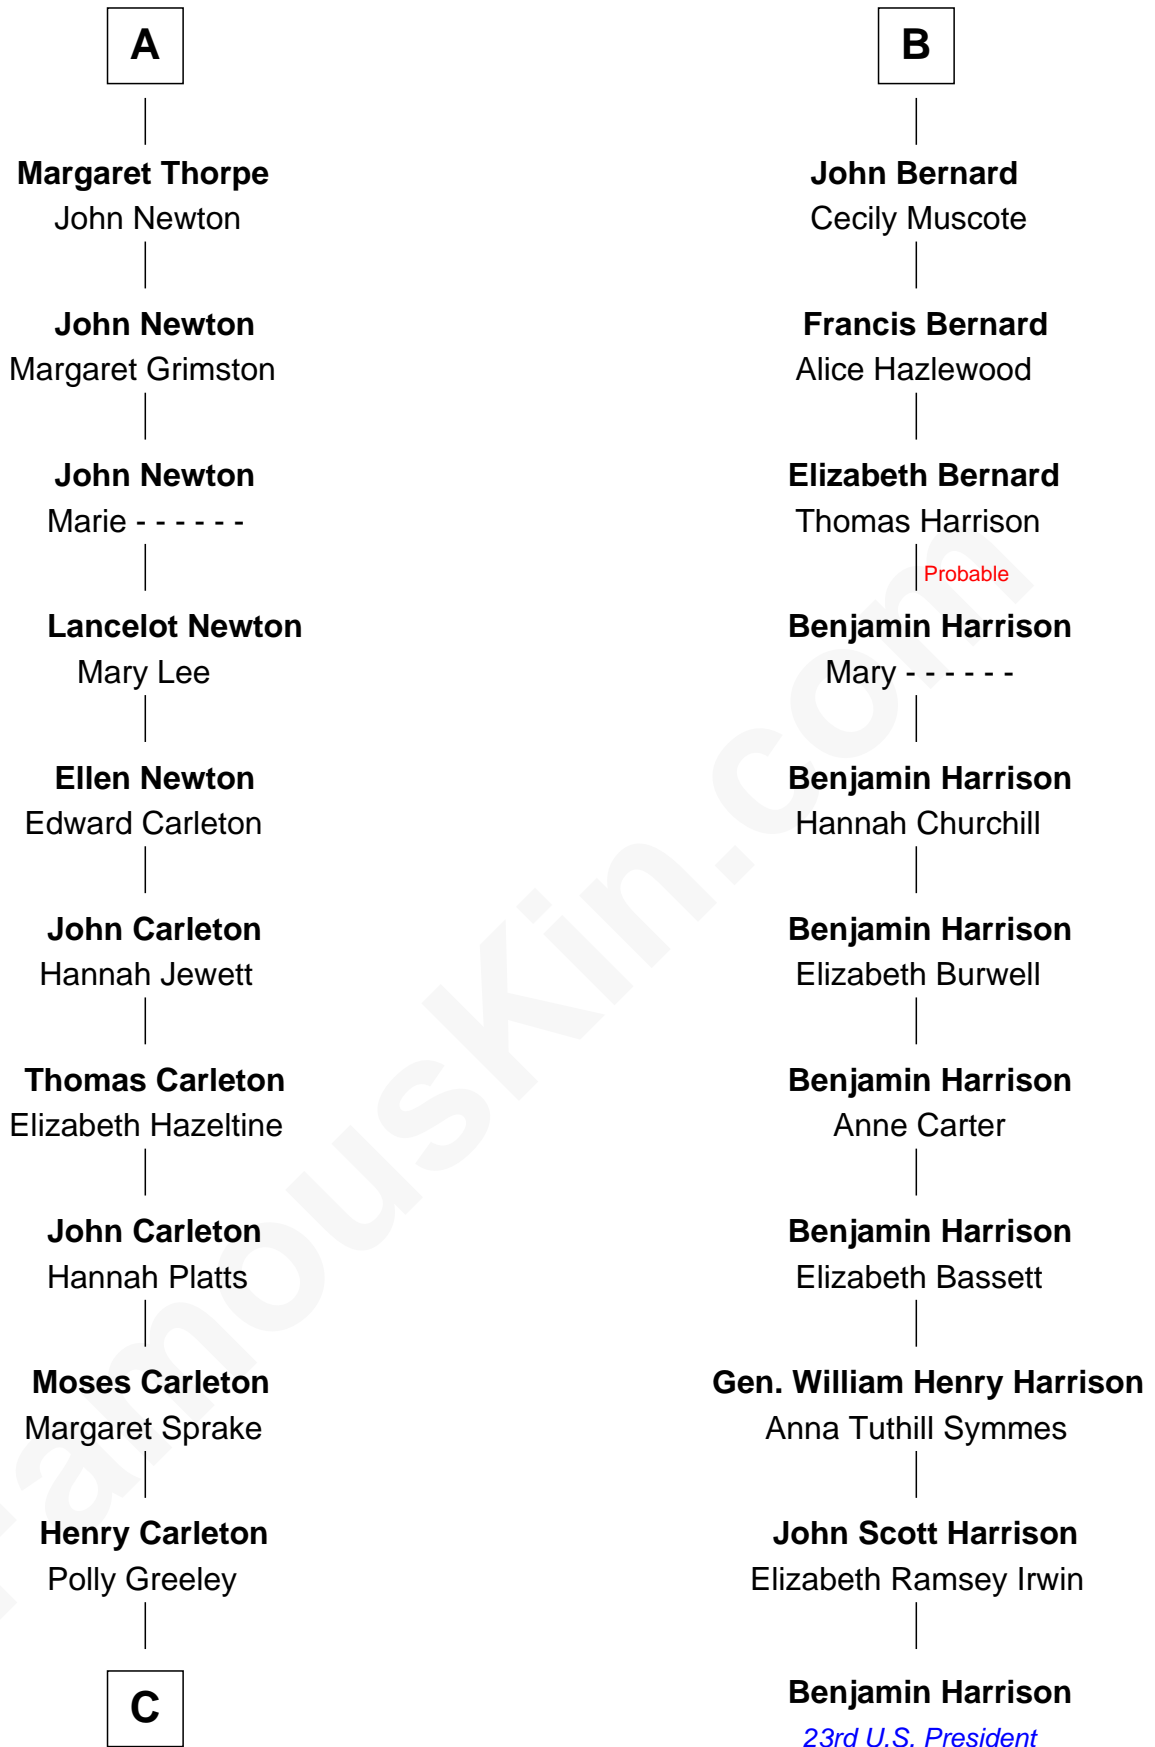 A
Margaret Thorpe
John Newton
John Newton
Margaret Grimston
John Newton
Marie - - - - - -
Lancelot Newton
Mary Lee
Ellen Newton
Edward Carleton
John Carleton
Hannah Jewett
Thomas Carleton
Elizabeth Hazeltine
John Carleton
Hannah Platts
Moses Carleton
Margaret Sprake
Henry Carleton
Polly Greeley
C
B
John Bernard
Cecily Muscote
Francis Bernard
Alice Hazlewood
Elizabeth Bernard
Thomas Harrison
Probable
Benjamin Harrison
Mary - - - - - -
Benjamin Harrison
Hannah Churchill
Benjamin Harrison
Elizabeth Burwell
Benjamin Harrison
Anne Carter
Benjamin Harrison
Elizabeth Bassett
Gen. William Henry Harrison
Anna Tuthill Symmes
John Scott Harrison
Elizabeth Ramsey Irwin
Benjamin Harrison
23rd U.S. President
FamousKin.com